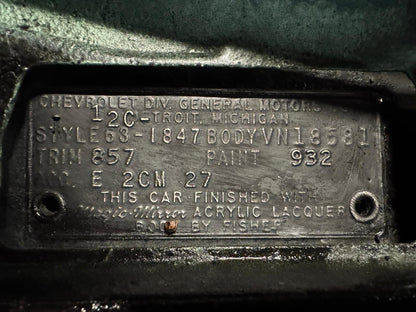 CHEVROLET DIV. GENERAL MOTORS
12C-TROIT, MICHIGAN
STYLE 63-1847 BODY VN 18581
TRIM 857 PAINT 932
ACC. E 2CM 27
THIS CAR FINISHED WITH
Magic-Mirror ACRYLIC LACQUER
BODY BY FISHER